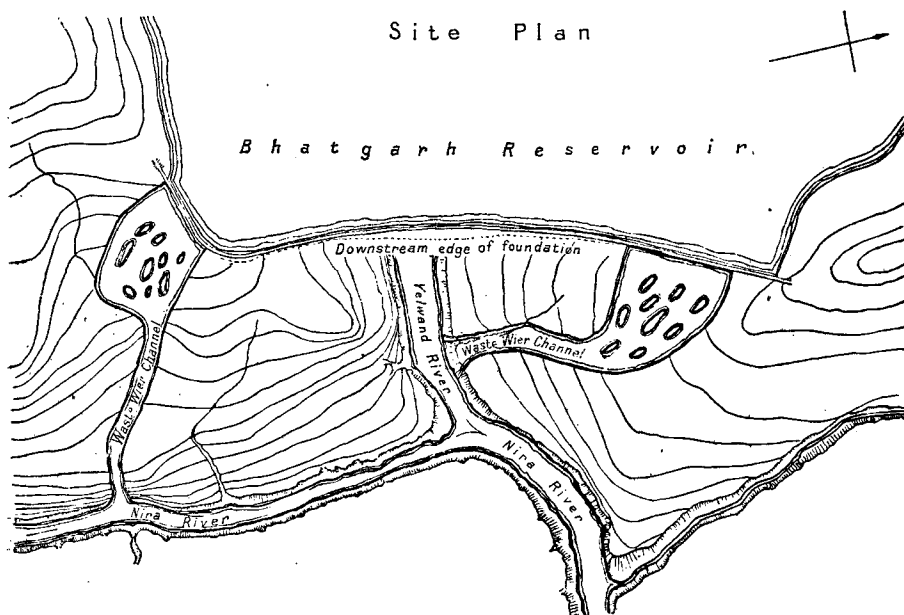 Site Plan
Bhatgarh Reservoir.
Downstream edge of foundation
Yelwand River
Waste Wier Channel
Waste Wier Channel
Nira River
Nira River